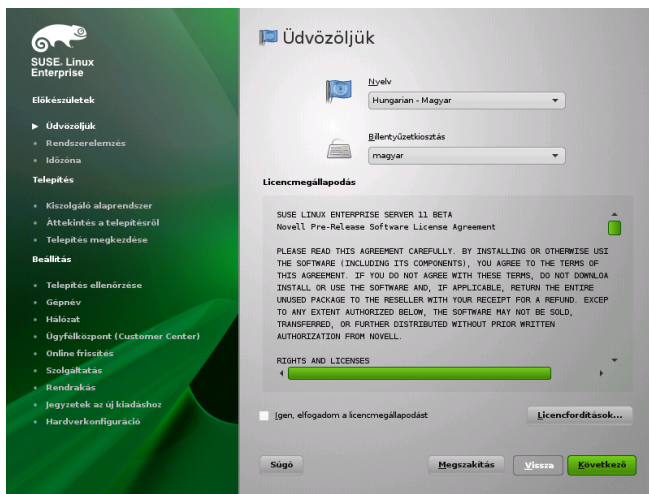 SUSE. Linux
Enterprise
Előkészületek
Üdvözöljük
Rendszerelemzés
Időzóna
Telepítés
Kiszolgáló alaprendszer
Áttekintés a telepítésről
Telepítés megkezdése
Beállítás
Telepítés ellenőrzése
Gépnév
Hálózat
Ügyfélközpont (Customer Center)
Online frissítés
Szolgáltatás
Rendrakás
Jegyzetek az új kiadáshoz
Hardverkonfiguráció
Üdvözöljük
Nyelv
Hungarian - Magyar
Billentyűzetkiosztás
magyar
Licencmegállapodás
SUSE LINUX ENTERPRISE SERVER 11 BETA
Novell Pre-Release Software License Agreement
PLEASE READ THIS AGREEMENT CAREFULLY. BY INSTALLING OR OTHERWISE USI
THE SOFTWARE (INCLUDING ITS COMPONENTS), YOU AGREE TO THE TERMS OF
THIS AGREEMENT. IF YOU DO NOT AGREE WITH THESE TERMS, DO NOT DOWNLOA
INSTALL OR USE THE SOFTWARE AND, IF APPLICABLE, RETURN THE ENTIRE
UNUSED PACKAGE TO THE RESELLER WITH YOUR RECEIPT FOR A REFUND. EXCEP
TO ANY EXTENT AUTHORIZED BELOW, THE SOFTWARE MAY NOT BE SOLD,
TRANSFERRED, OR FURTHER DISTRIBUTED WITHOUT PRIOR WRITTEN
AUTHORIZATION FROM NOVELL.
RIGHTS AND LICENSES
Igen, elfogadom a licencmegállapodást
Licencfordítások...
Súgó
Megszakítás
Vissza
Következő